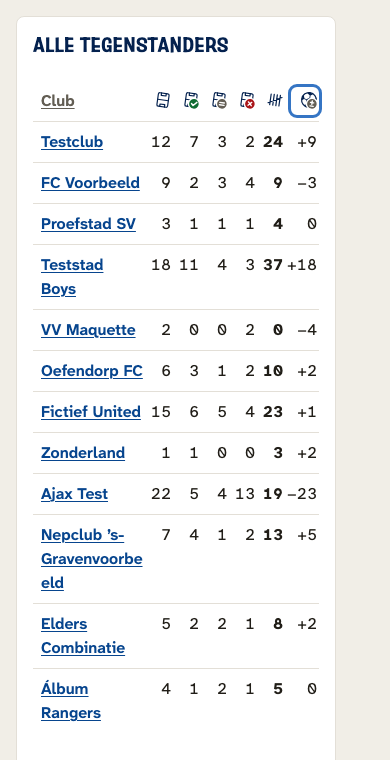 ALLE TEGENSTANDERS
Club
Testclub 12 7 3 2 24 +9
FC Voorbeeld 9 2 3 4 9 −3
Proefstad SV 3 1 1 1 4 0
Teststad 18 11 4 3 37 +18
Boys
VV Maquette 2 0 0 2 0 −4
Oefendorp FC 6 3 1 2 10 +2
Fictief United 15 6 5 4 23 +1
Zonderland 1 1 0 0 3 +2
Ajax Test 22 5 4 13 19 −23
Nepclub ’s- 7 4 1 2 13 +5
Gravenvoorbe
eld
Elders 5 2 2 1 8 +2
Combinatie
Álbum 4 1 2 1 5 0
Rangers